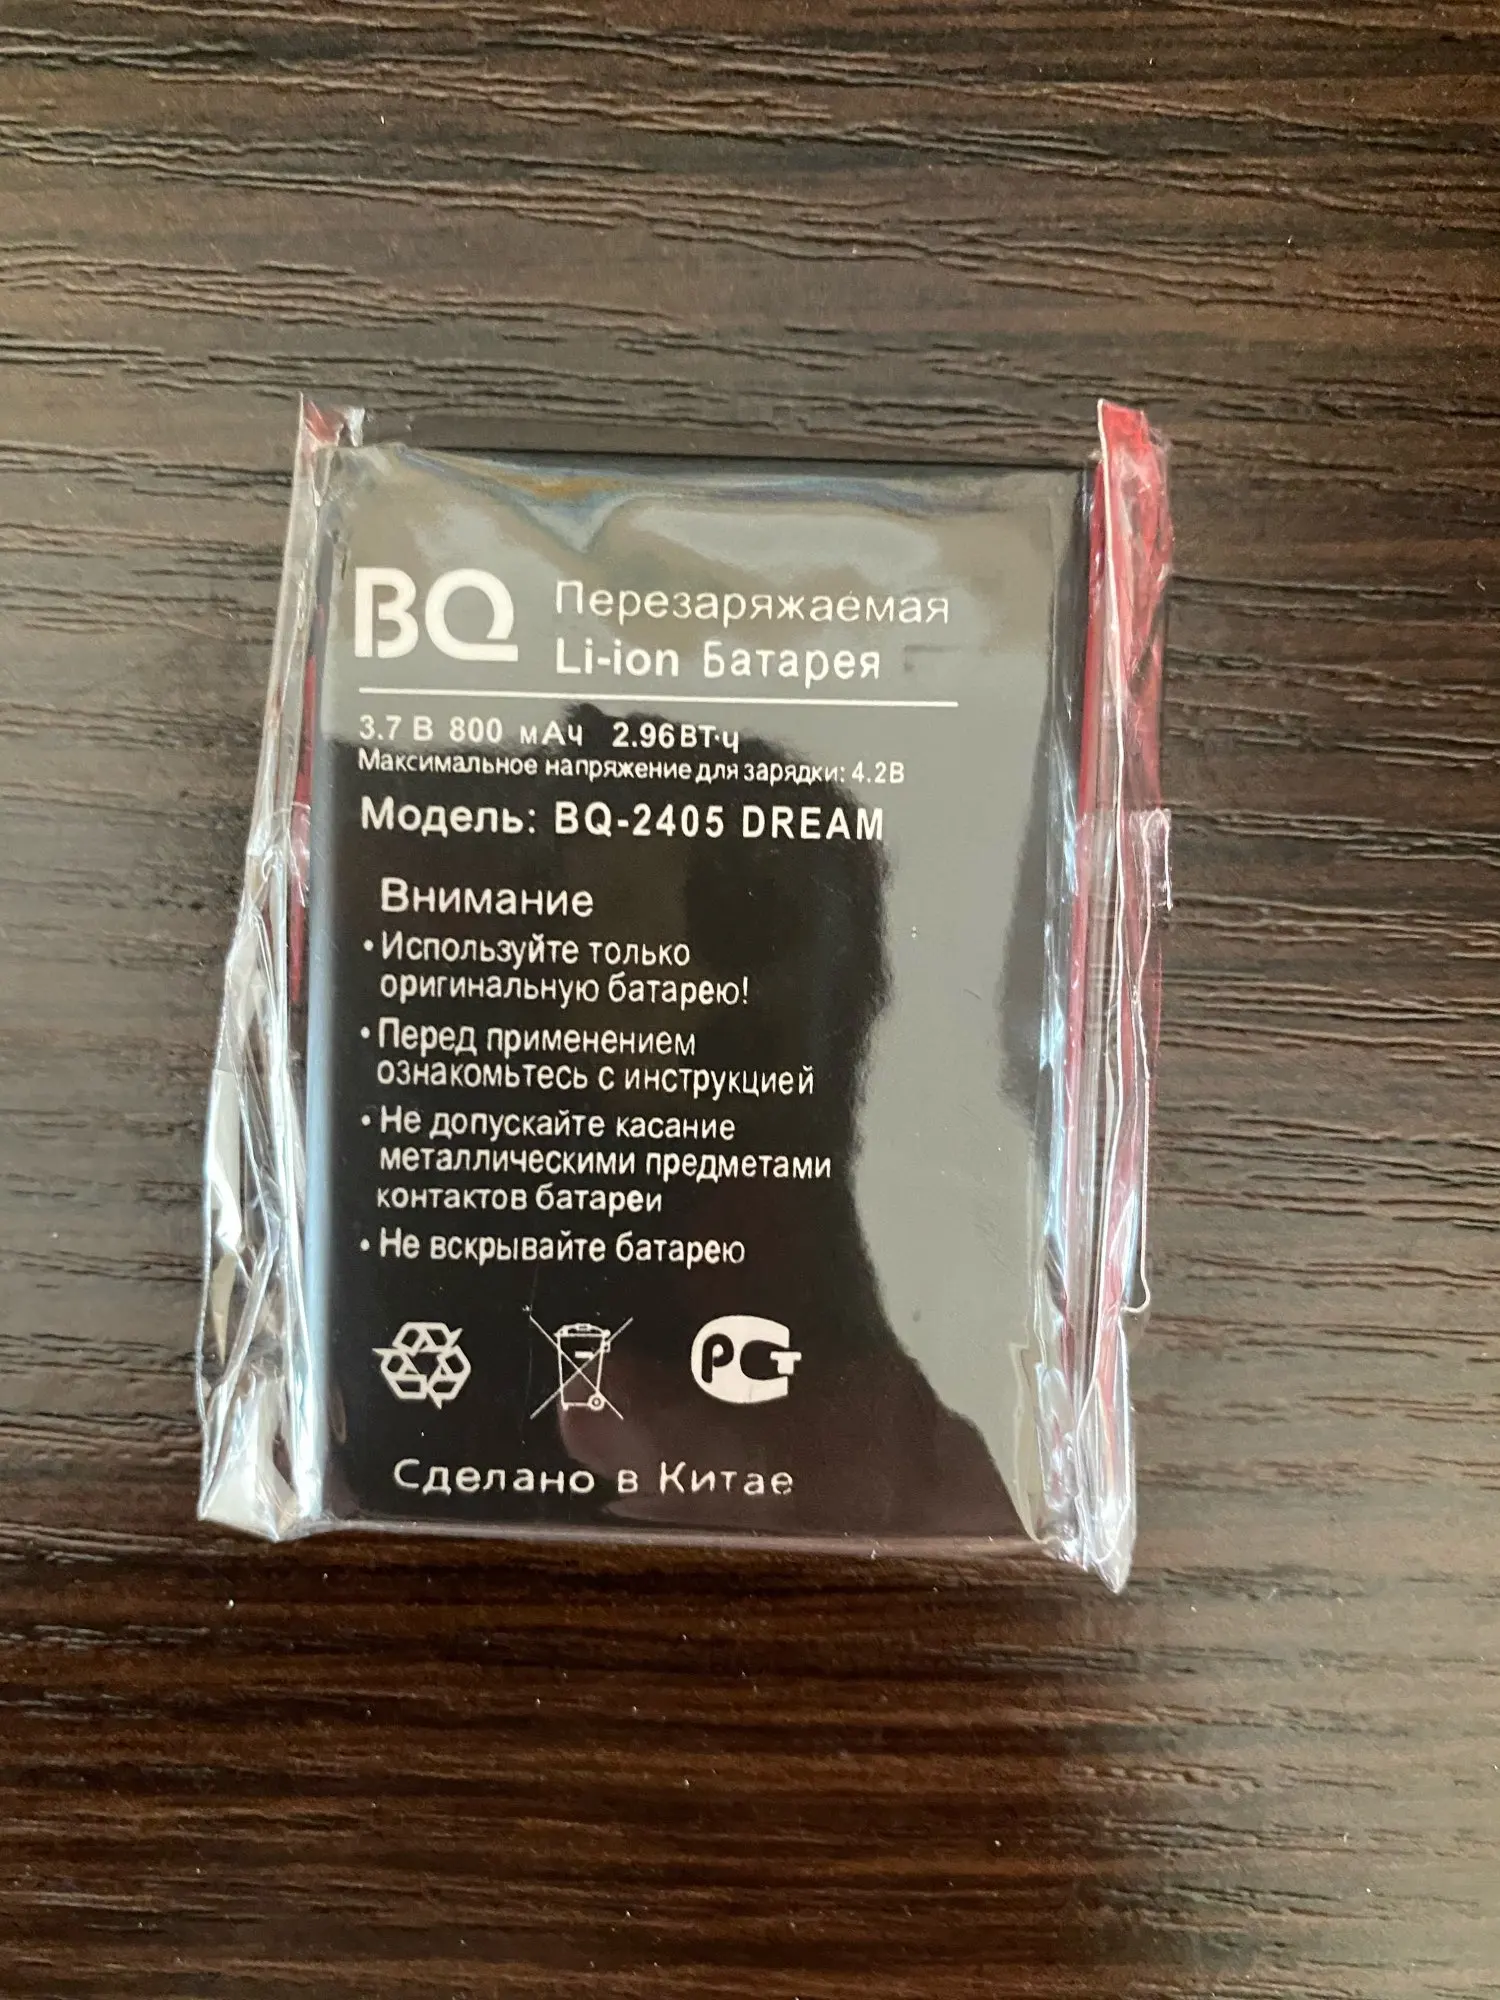 BQ Перезаряжаемая
Li-ion Батарея
3.7 В 800 мАч 2.96ВТ·ч
Максимальное напряжение для зарядки: 4.2В
Модель: BQ-2405 DREAM
Внимание
• Используйте только
оригинальную батарею!
• Перед применением
ознакомьтесь с инструкцией
• Не допускайте касание
металлическими предметами
контактов батареи
• Не вскрывайте батарею
РСТ
Сделано в Китае